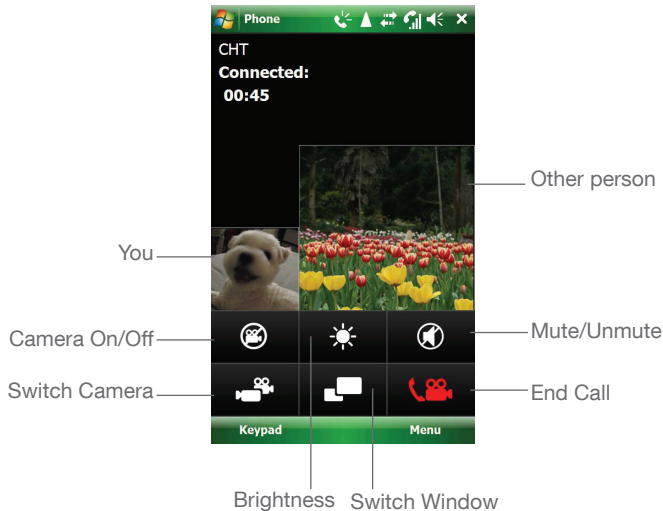 Phone
CHT
Connected:
00:45
Other person
You
Camera On/Off
Mute/Unmute
Switch Camera
End Call
Keypad
Menu
Brightness
Switch Window